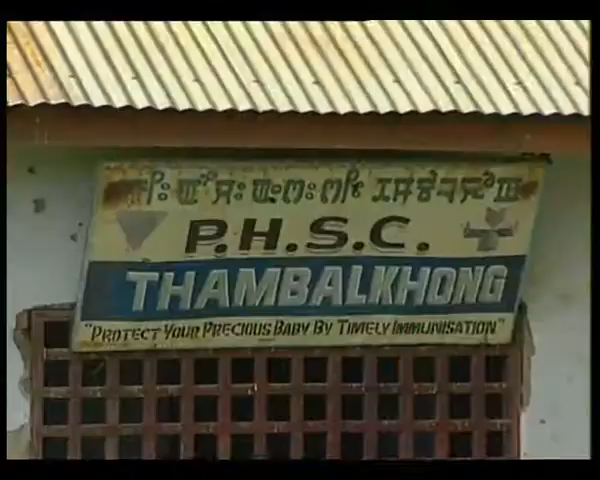 P.H.S.C.
THAMBALKHONG
"PROTECT YOUR PRECIOUS BABY BY TIMELY IMMUNISATION"